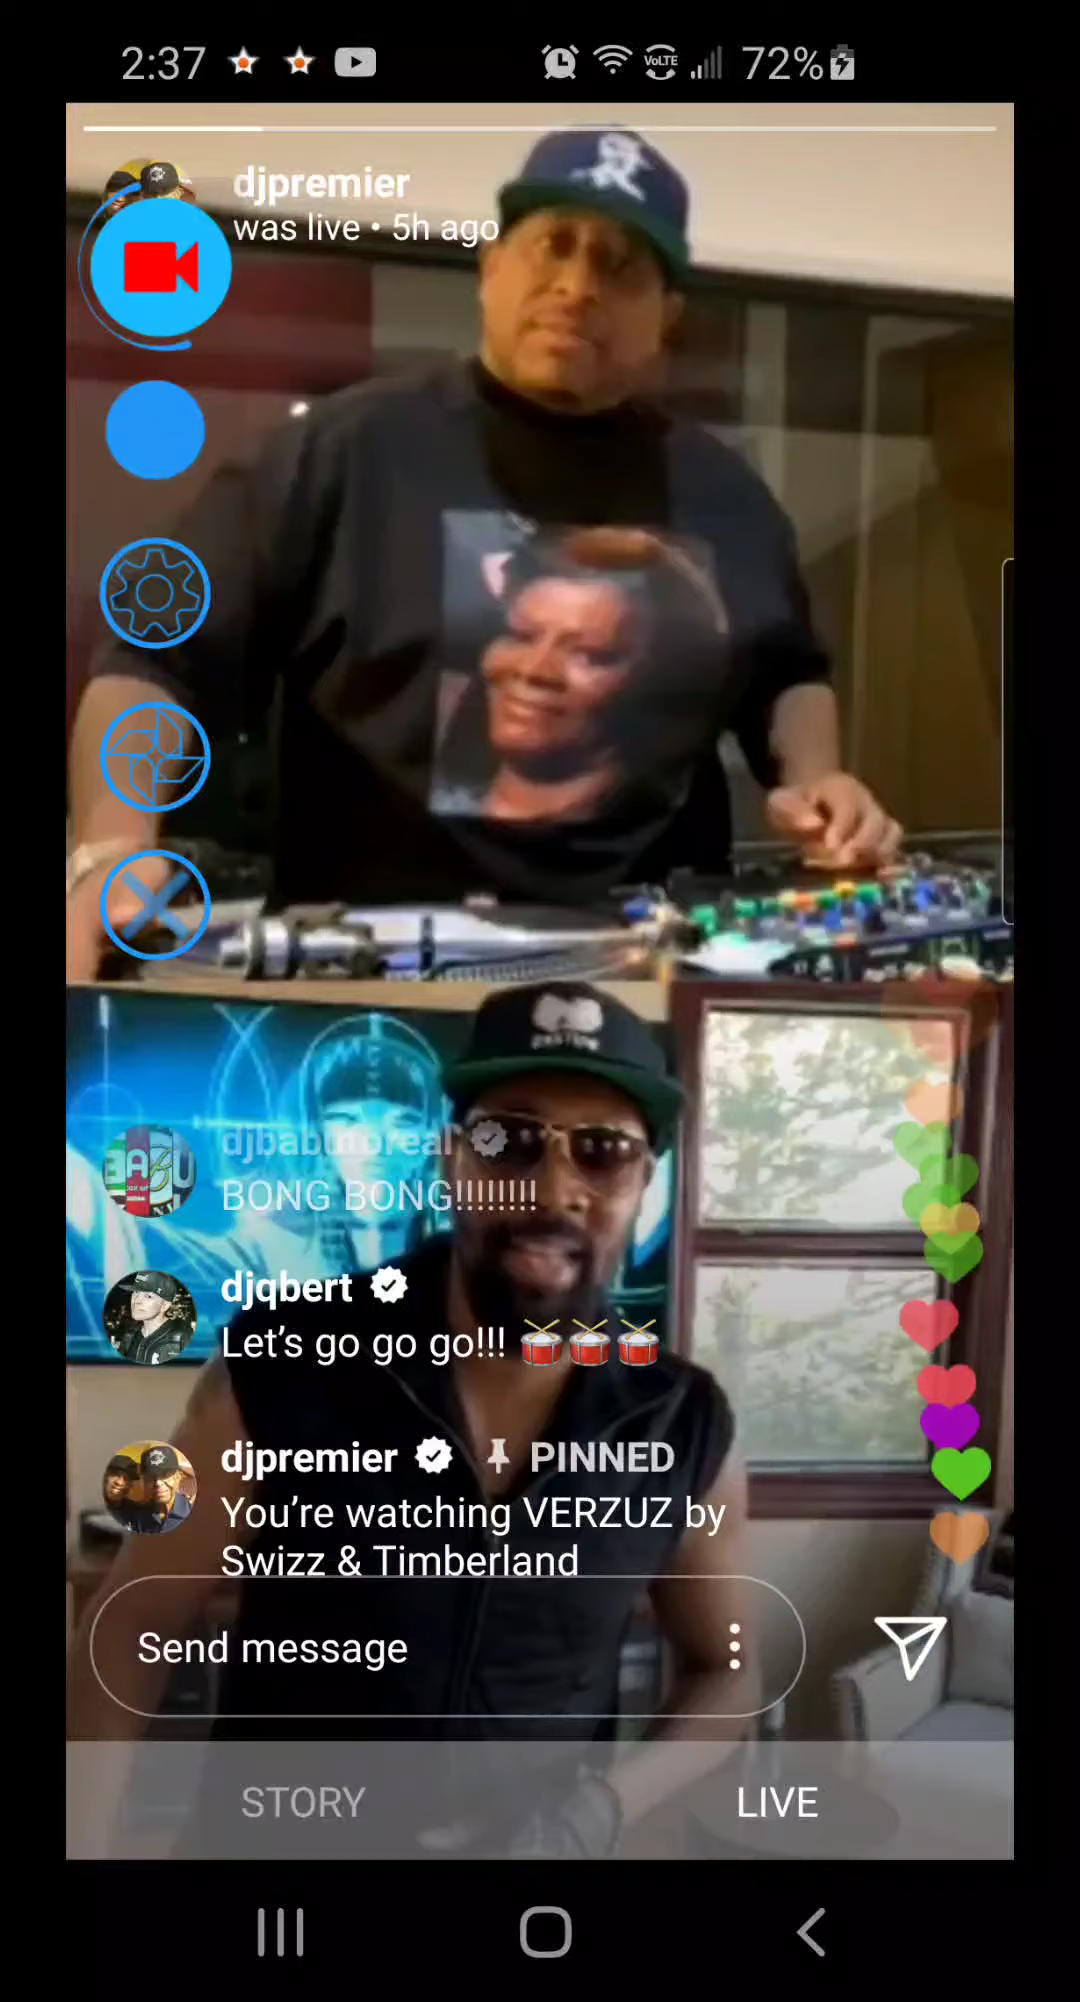 2:37
VoLTE
72%
djpremier
was live • 5h ago
BONG BONG!!!!!!!!
djqbert
Let's go go go!!! 🥁🥁🥁
djpremier PINNED
You're watching VERZUZ by
Swizz & Timberland
Send message
STORY
LIVE